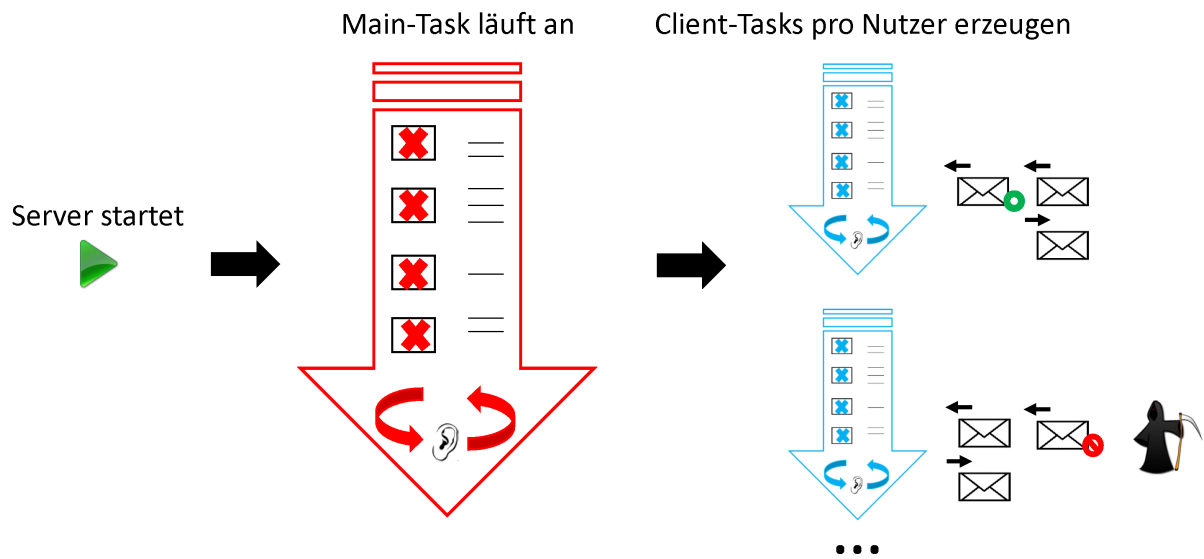 Main-Task läuft an
Client-Tasks pro Nutzer erzeugen
Server startet
...